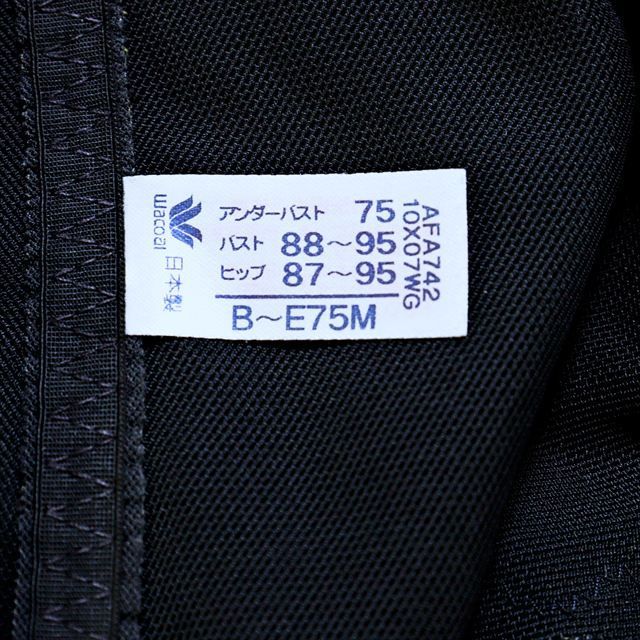 wacoal
日本製
アンダーバスト 75
バスト 88～95
ヒップ 87～95
B～E75M
AFA742
10X07WG